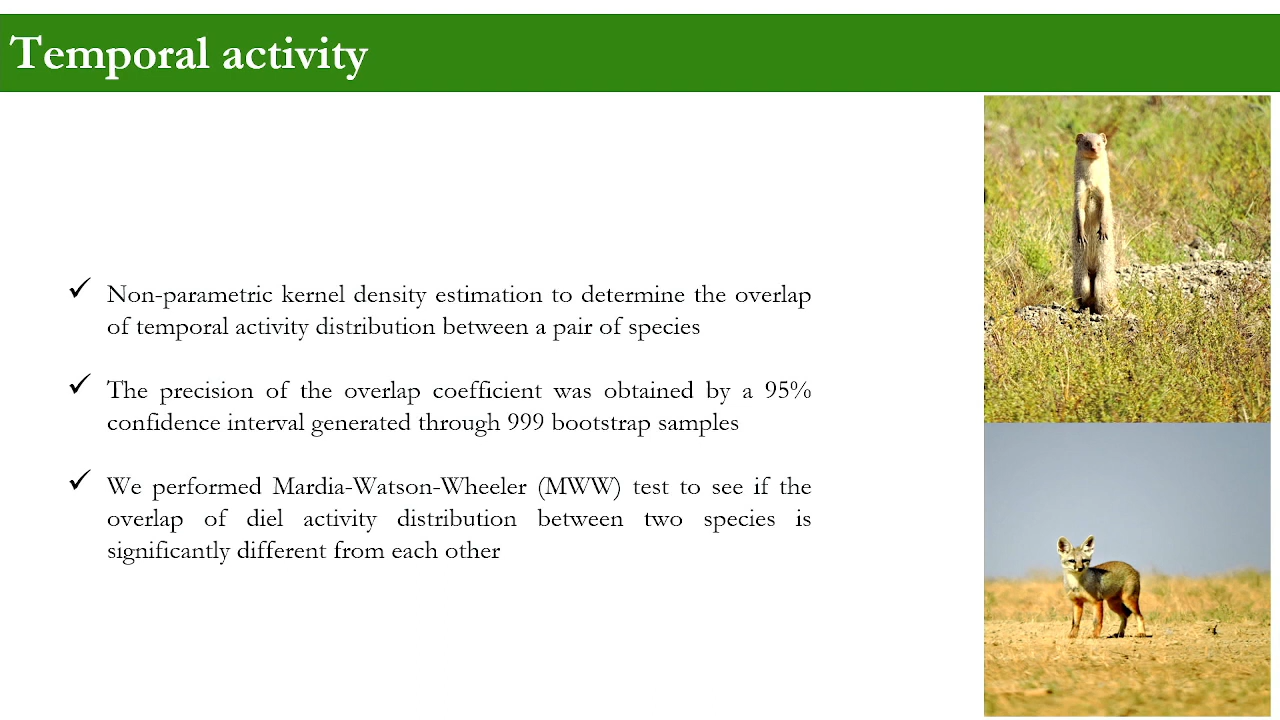 Temporal activity
✓ Non-parametric kernel density estimation to determine the overlap
of temporal activity distribution between a pair of species
✓ The precision of the overlap coefficient was obtained by a 95%
confidence interval generated through 999 bootstrap samples
✓ We performed Mardia-Watson-Wheeler (MWW) test to see if the
overlap of diel activity distribution between two species is
significantly different from each other